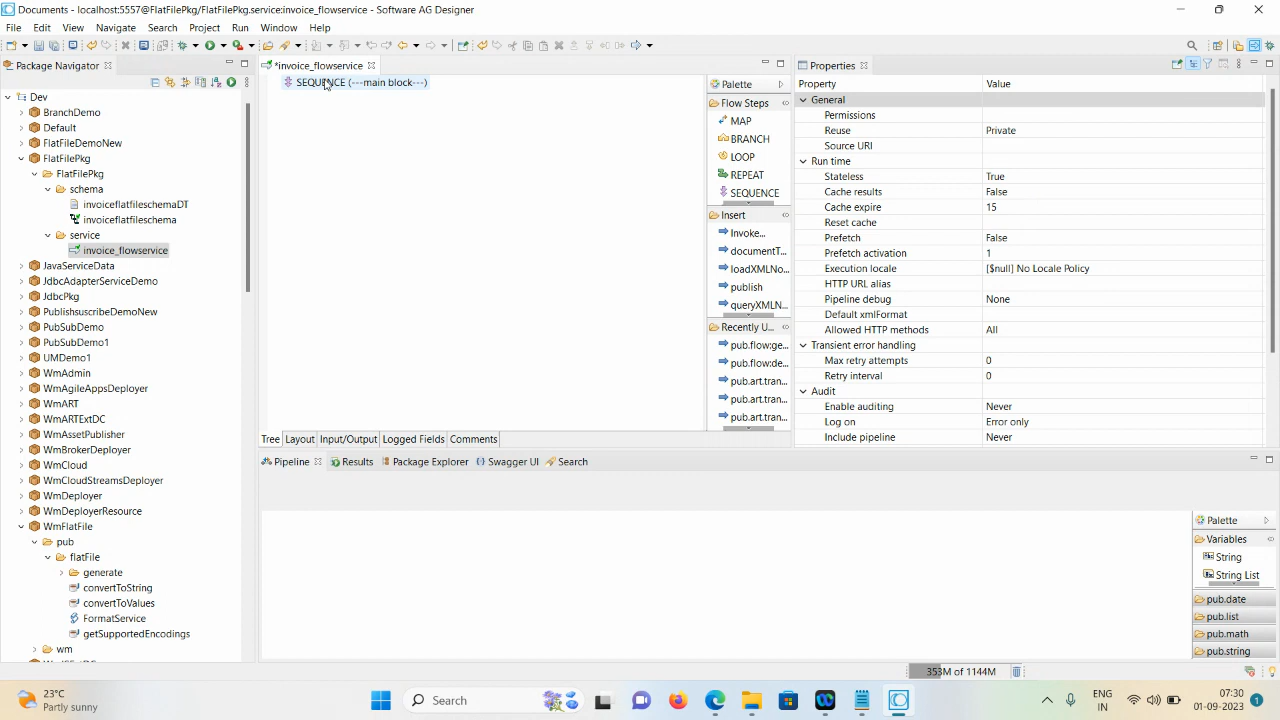 Documents - localhost:5557@FlatFilePkg/FlatFilePkg.service:invoice_flowservice - Software AG Designer
File Edit View Navigate Search Project Run Window Help
Package Navigator
Dev
BranchDemo
Default
FlatFileDemoNew
FlatFilePkg
FlatFilePkg
schema
invoiceflatfileschemaDT
invoiceflatfileschema
service
invoice_flowservice
JavaServiceData
JdbcAdapterServiceDemo
JdbcPkg
PublishsuscribeDemoNew
PubSubDemo
PubSubDemo1
UMDemo1
WmAdmin
WmAgileAppsDeployer
WmART
WmARTExtDC
WmAssetPublisher
WmBrokerDeployer
WmCloud
WmCloudStreamsDeployer
WmDeployer
WmDeployerResource
WmFlatFile
pub
flatFile
generate
convertToString
convertToValues
FormatService
getSupportedEncodings
wm
*invoice_flowservice
SEQUENCE (---main block---)
Palette
Flow Steps
MAP
BRANCH
LOOP
REPEAT
SEQUENCE
Insert
Invoke...
documentT...
loadXMLNo...
publish
queryXMLN...
Recently U...
pub.flow:ge...
pub.flow:de...
pub.art.tran...
pub.art.tran...
pub.art.tran...
Tree Layout Input/Output Logged Fields Comments
Properties
Property Value
General
Permissions
Reuse Private
Source URI
Run time
Stateless True
Cache results False
Cache expire 15
Reset cache
Prefetch False
Prefetch activation 1
Execution locale [$null] No Locale Policy
HTTP URL alias
Pipeline debug None
Default xmlFormat
Allowed HTTP methods All
Transient error handling
Max retry attempts 0
Retry interval 0
Audit
Enable auditing Never
Log on Error only
Include pipeline Never
Pipeline Results Package Explorer Swagger UI Search
Palette
Variables
String
String List
pub.date
pub.list
pub.math
pub.string
353M of 1144M
23°C
Partly sunny
Search
ENG
IN
07:30
01-09-2023
1